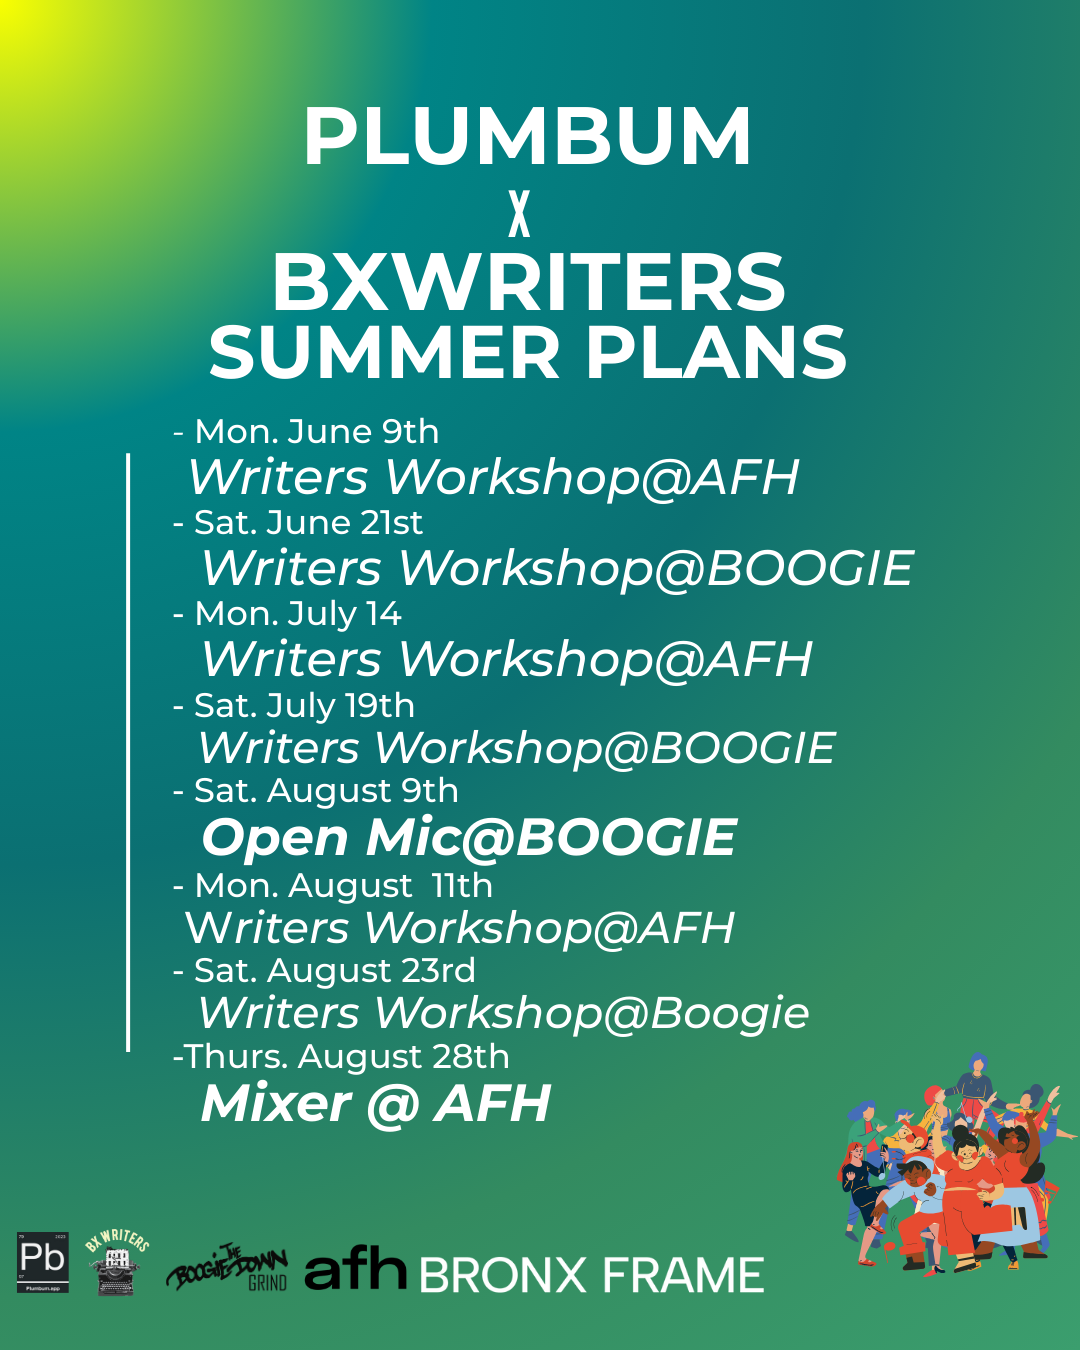 PLUMBUM
X
BXWRITERS
SUMMER PLANS
- Mon. June 9th
Writers Workshop@AFH
- Sat. June 21st
Writers Workshop@BOOGIE
- Mon. July 14
Writers Workshop@AFH
- Sat. July 19th
Writers Workshop@BOOGIE
- Sat. August 9th
Open Mic@BOOGIE
- Mon. August 11th
Writers Workshop@AFH
- Sat. August 23rd
Writers Workshop@Boogie
-Thurs. August 28th
Mixer @ AFH
Pb
Plumbum.app
BX WRITERS
THE
BOOGIE DOWN
GRIND
afh
BRONX FRAME